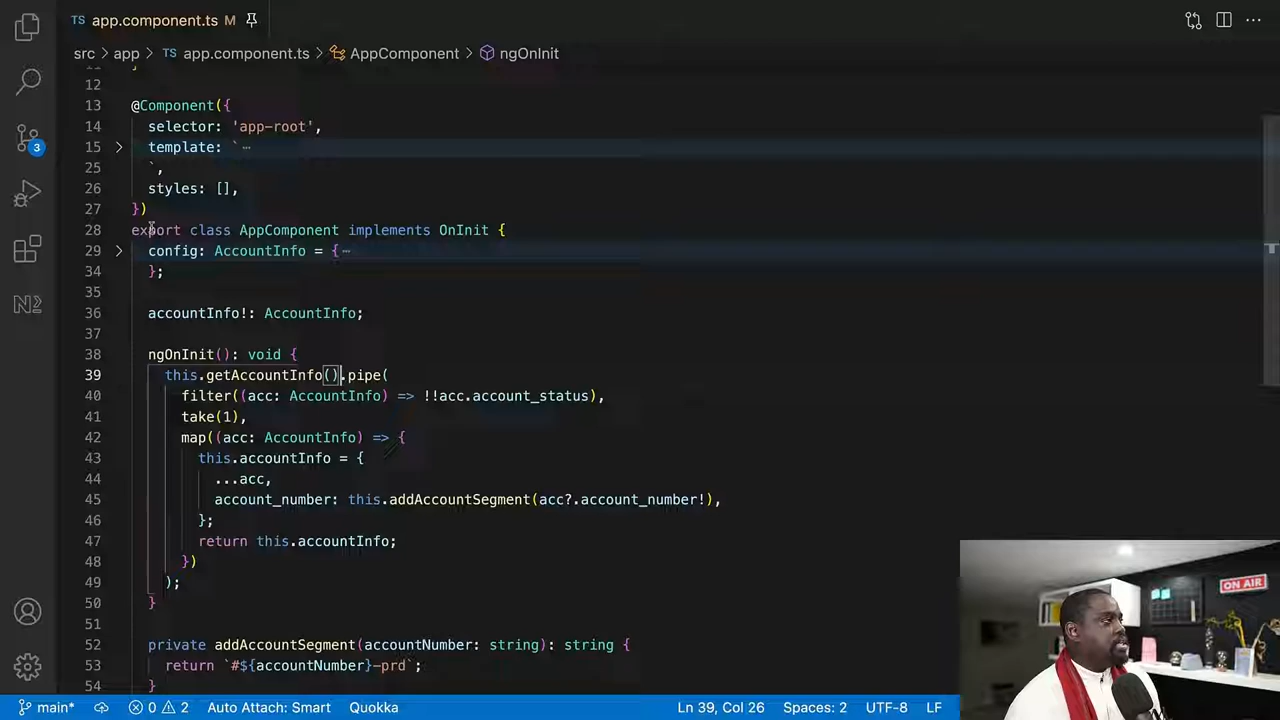 TS app.component.ts M
src > app > TS app.component.ts > AppComponent > ngOnInit
12
13 @Component({
14 selector: 'app-root',
15 template: `…
25 `,
26 styles: [],
27 })
28 export class AppComponent implements OnInit {
29 config: AccountInfo = {…
34 };
35
36 accountInfo!: AccountInfo;
37
38 ngOnInit(): void {
39 this.getAccountInfo().pipe(
40 filter((acc: AccountInfo) => !!acc.account_status),
41 take(1),
42 map((acc: AccountInfo) => {
43 this.accountInfo = {
44 ...acc,
45 account_number: this.addAccountSegment(acc?.account_number!),
46 };
47 return this.accountInfo;
48 })
49 );
50 }
51
52 private addAccountSegment(accountNumber: string): string {
53 return `#${accountNumber}-prd`;
54 }
3
ON AIR
main* 0 2 Auto Attach: Smart Quokka Ln 39, Col 26 Spaces: 2 UTF-8 LF